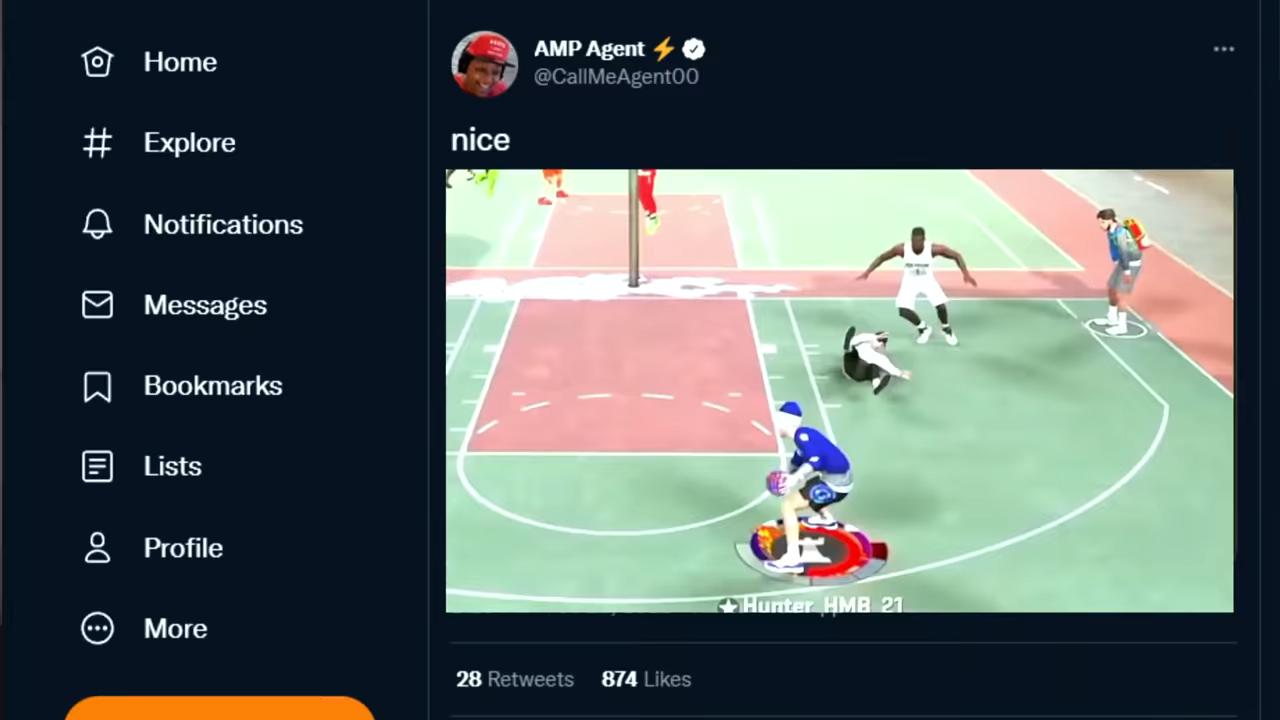 Home
Explore
Notifications
Messages
Bookmarks
Lists
Profile
More
AMP Agent
@CallMeAgent00
nice
Hunter_HMB_21
28 Retweets 874 Likes